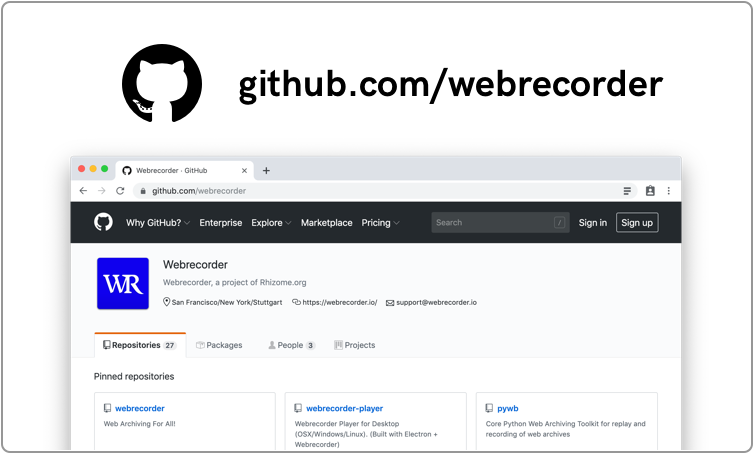 github.com/webrecorder
Webrecorder · GitHub
github.com/webrecorder
Why GitHub? Enterprise Explore Marketplace Pricing Search / Sign in Sign up
WR
Webrecorder
Webrecorder, a project of Rhizome.org
San Francisco/New York/Stuttgart https://webrecorder.io/ support@webrecorder.io
Repositories 27 Packages People 3 Projects
Pinned repositories
webrecorder
Web Archiving For All!
webrecorder-player
Webrecorder Player for Desktop
(OSX/Windows/Linux). (Built with Electron +
Webrecorder)
pywb
Core Python Web Archiving Toolkit for replay and
recording of web archives